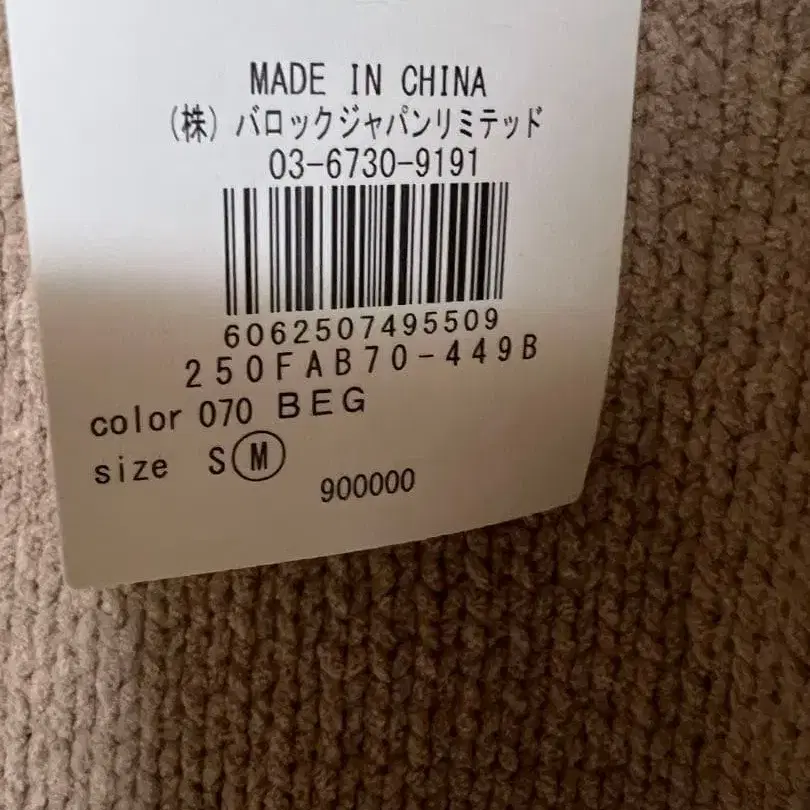 MADE IN CHINA
(株) バロックジャパンリミテッド
03-6730-9191
6062507495509
250FAB70-449B
color 070 BEG
size S M
900000